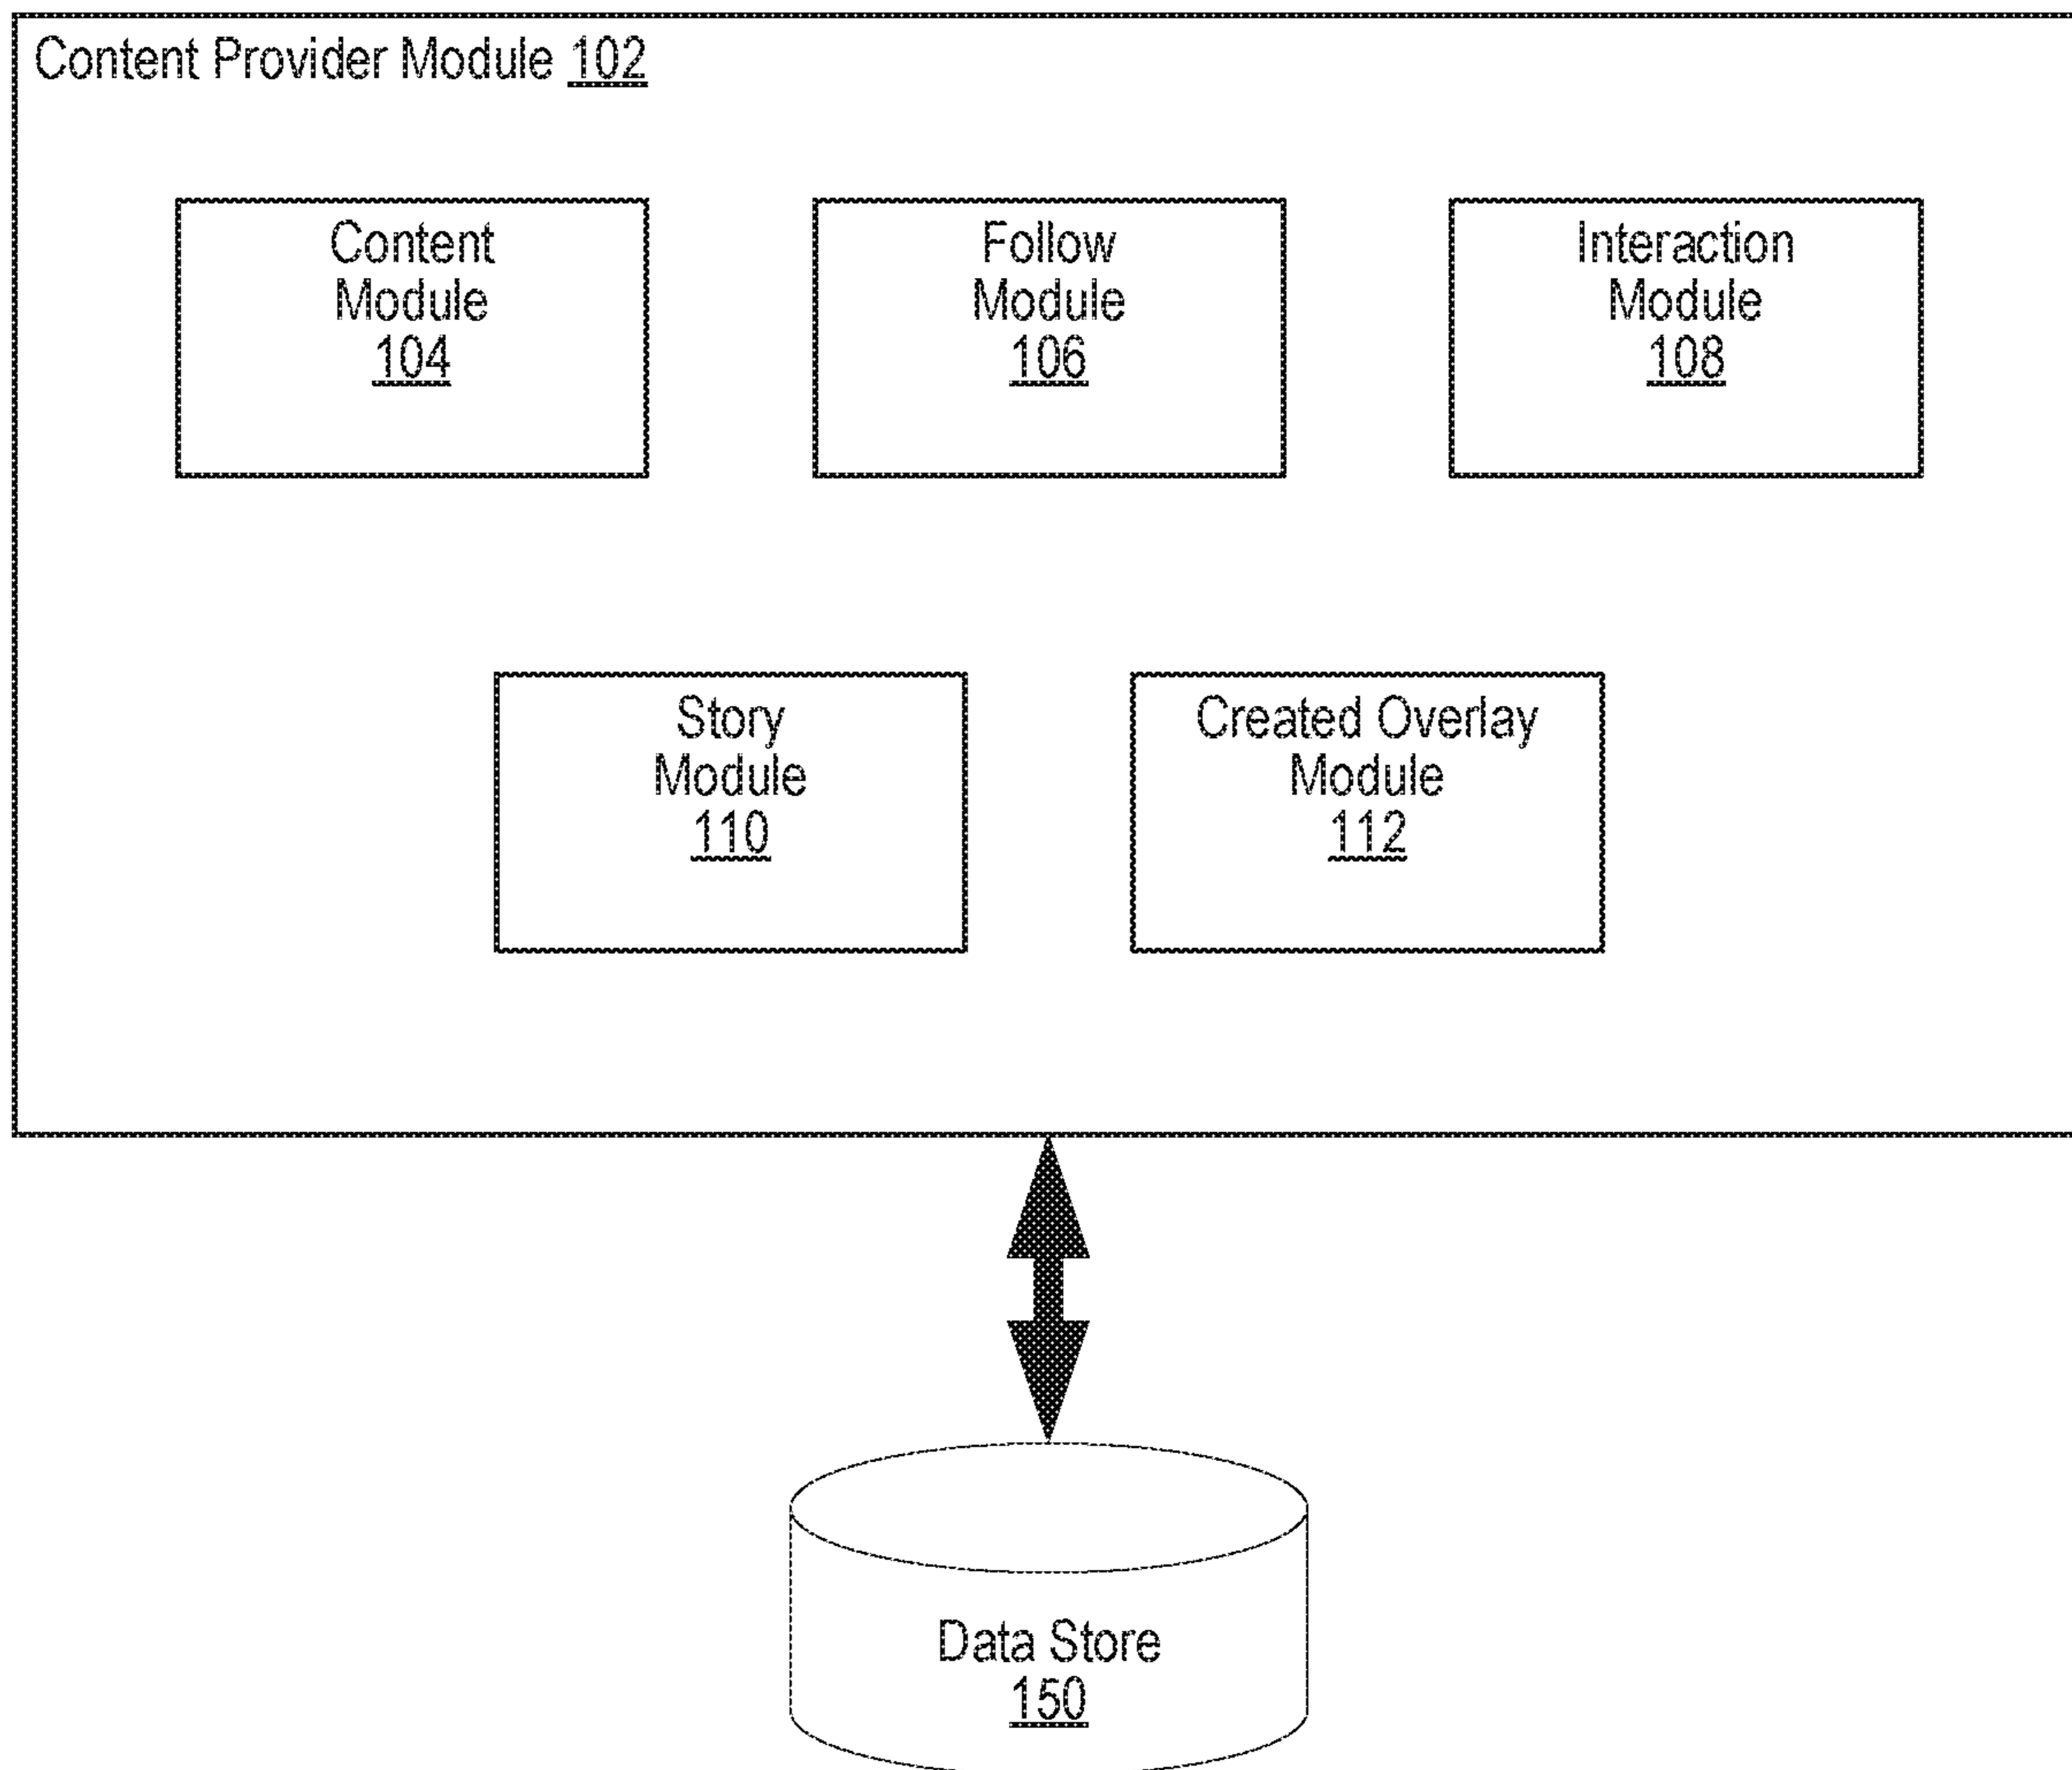 Content Provider Module 102
Content
Module
104
Follow
Module
106
Interaction
Module
108
Story
Module
110
Created Overlay
Module
112
Data Store
150